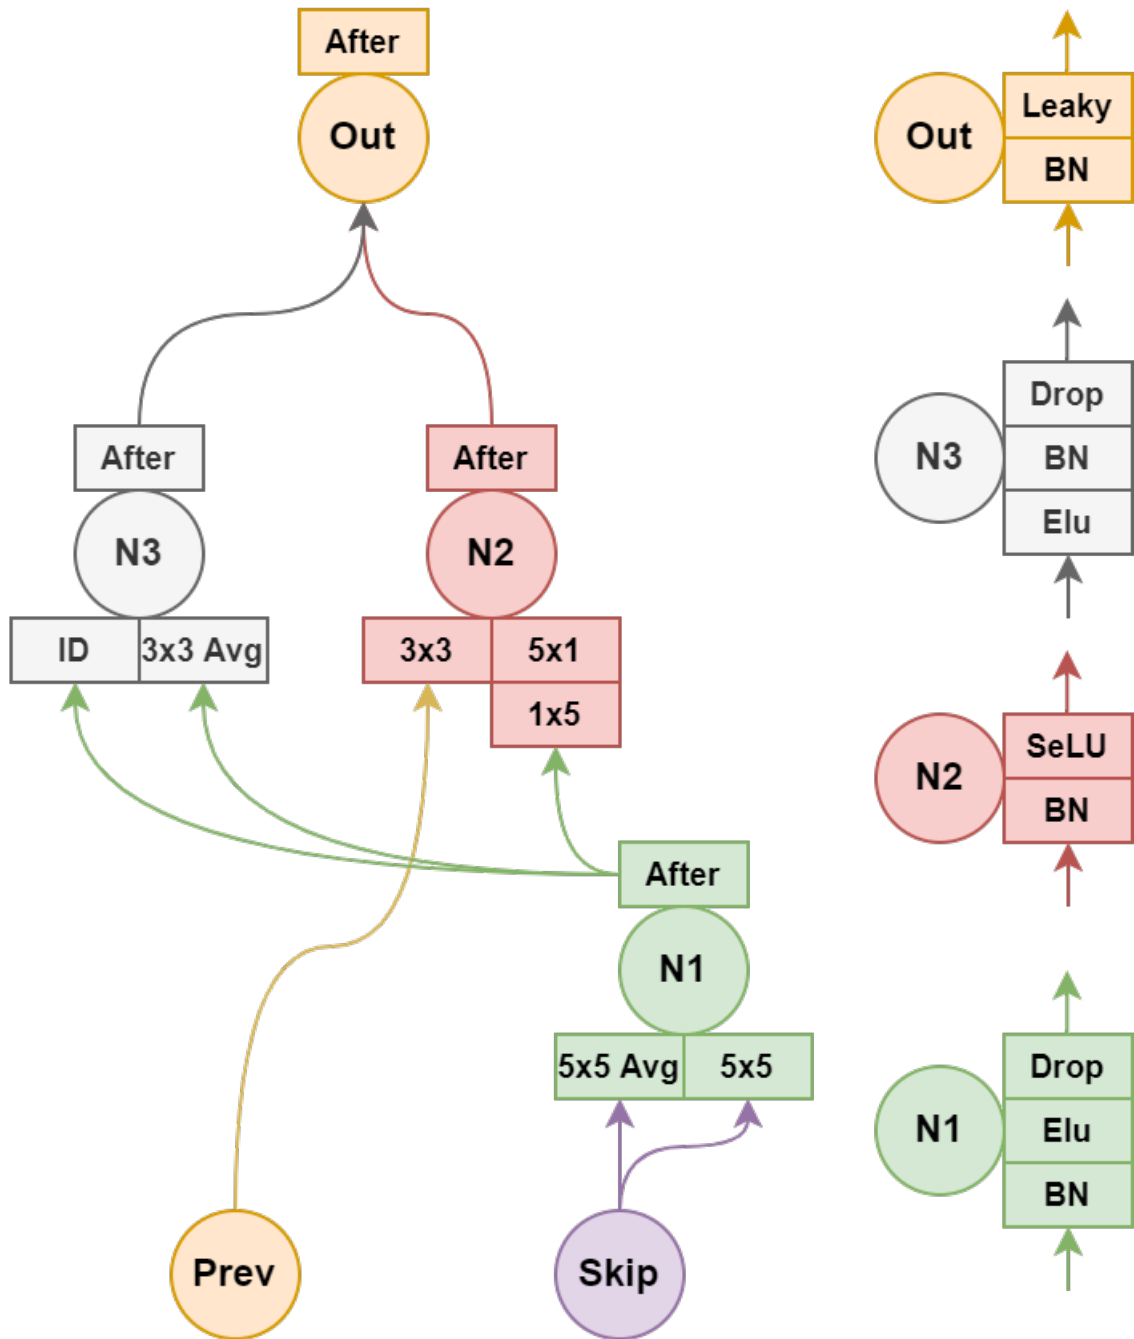 After
Out
After
N3
ID
3x3 Avg
After
N2
3x3
5x1
1x5
After
N1
5x5 Avg
5x5
Prev
Skip
Out
Leaky
BN
N3
Drop
BN
Elu
N2
SeLU
BN
N1
Drop
Elu
BN